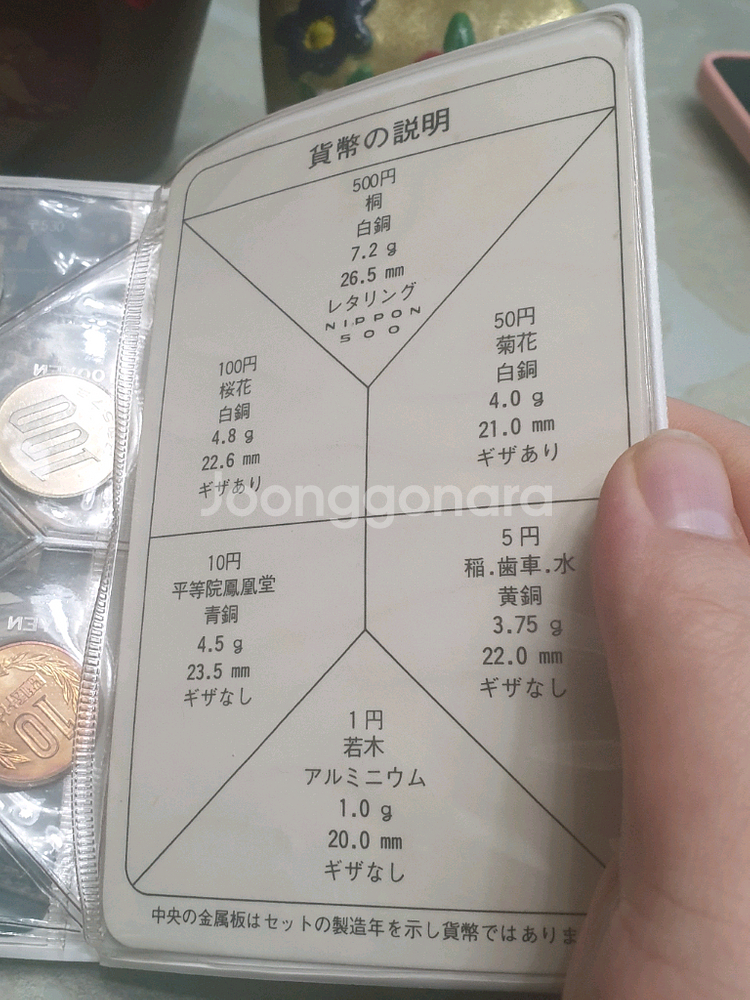 貨幣の説明
500円
桐
白銅
7.2 g
26.5 mm
レタリング
NIPPON
500
100円
桜花
白銅
4.8 g
22.6 mm
ギザあり
50円
菊花
白銅
4.0 g
21.0 mm
ギザあり
Joonggonara
10円
平等院鳳凰堂
青銅
4.5 g
23.5 mm
ギザなし
5円
稲.歯車.水
黄銅
3.75 g
22.0 mm
ギザなし
1円
若木
アルミニウム
1.0 g
20.0 mm
ギザなし
中央の金属板はセットの製造年を示し貨幣ではありま
100
10